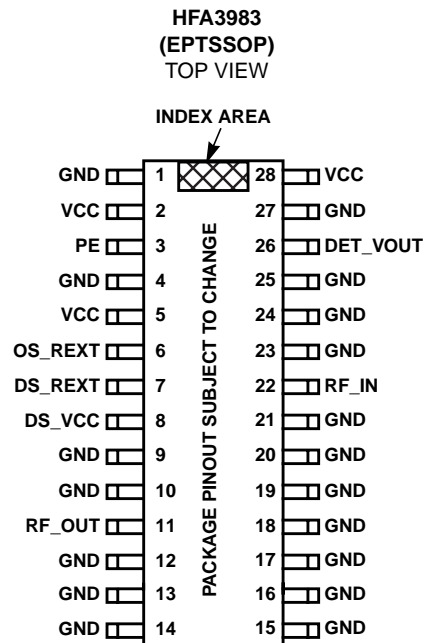 HFA3983
(EPTSSOP)
TOP VIEW
INDEX AREA
GND 1 28 VCC
VCC 2 27 GND
PE 3 26 DET_VOUT
GND 4 25 GND
VCC 5 24 GND
OS_REXT 6 23 GND
DS_REXT 7 22 RF_IN
DS_VCC 8 21 GND
GND 9 20 GND
GND 10 19 GND
RF_OUT 11 18 GND
GND 12 17 GND
GND 13 16 GND
GND 14 15 GND
PACKAGE PINOUT SUBJECT TO CHANGE